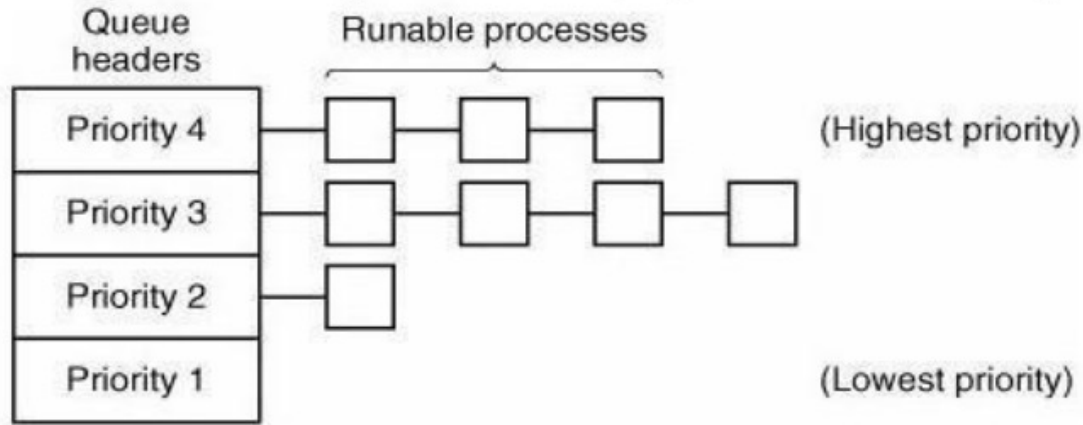 Queue
headers
Runable processes
Priority 4
(Highest priority)
Priority 3
Priority 2
Priority 1
(Lowest priority)